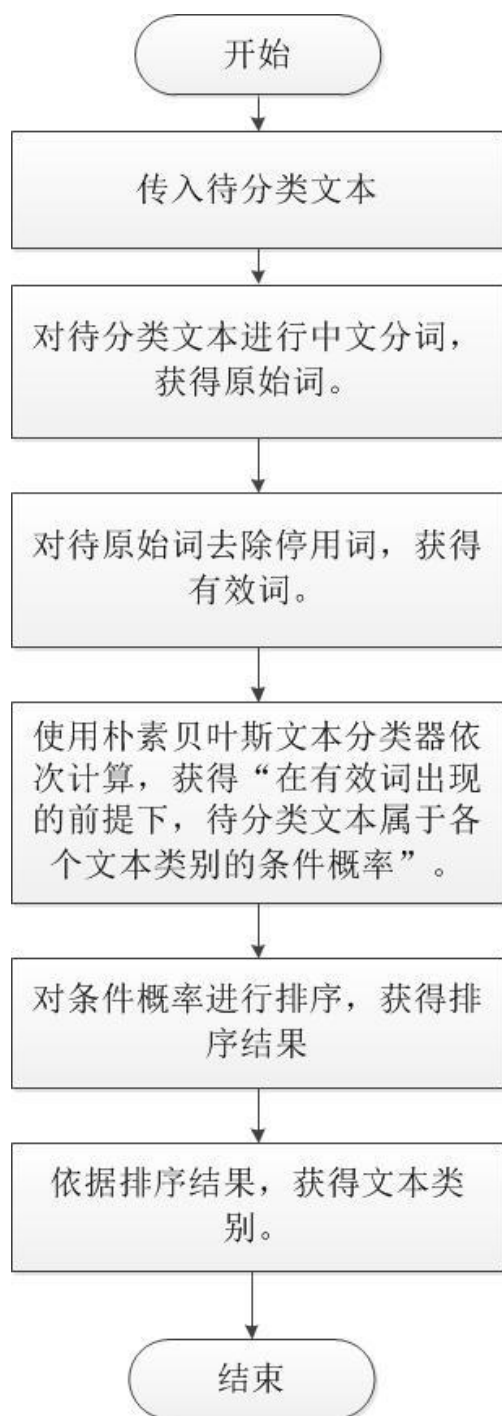 开始
传入待分类文本
对待分类文本进行中文分词，
获得原始词。
对待原始词去除停用词，获得
有效词。
使用朴素贝叶斯文本分类器依
次计算，获得“在有效词出现
的前提下，待分类文本属于各
个文本类别的条件概率”。
对条件概率进行排序，获得排
序结果
依据排序结果，获得文本类
别。
结束